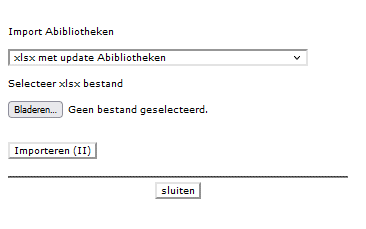 Import Abibliotheken
xlsx met update Abibliotheken
Selecteer xlsx bestand
Bladeren... Geen bestand geselecteerd.
Importeren (II)
sluiten